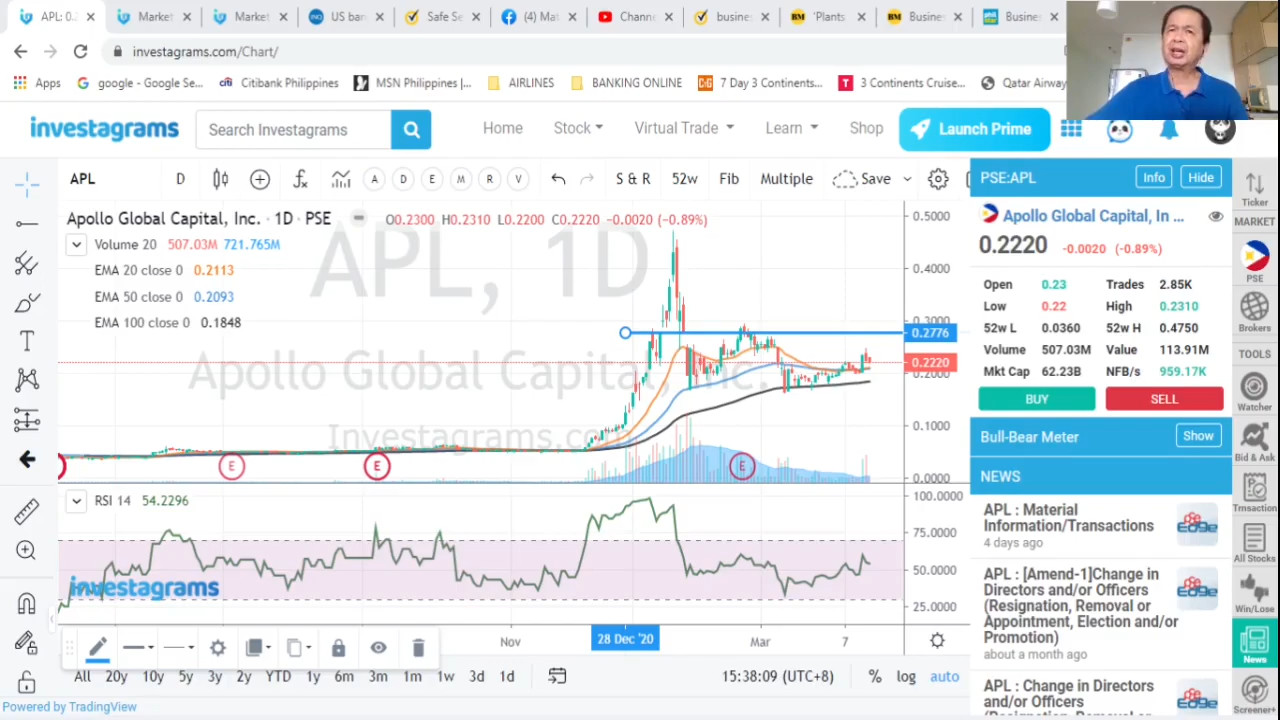 APL: 0.
Market
Market
US ban
Safe Se
(4) Mat
Channe
busines
'Plants
Busine
Busine
investagrams.com/Chart/
Apps
google - Google Se...
Citibank Philippines
MSN Philippines |...
AIRLINES
BANKING ONLINE
7 Day 3 Continents...
3 Continents Cruise...
Qatar Airway
investagrams
Search Investagrams
Home
Stock
Virtual Trade
Learn
Shop
Launch Prime
APL
D
A
D
E
M
R
V
S & R
52w
Fib
Multiple
Save
Apollo Global Capital, Inc. · 1D · PSE
O0.2300 H0.2310 L0.2200 C0.2220 −0.0020 (−0.89%)
Volume 20 507.03M 721.765M
EMA 20 close 0 0.2113
EMA 50 close 0 0.2093
EMA 100 close 0 0.1848
APL, 1D
Apollo Global Capital, Inc.
Investagrams.com
0.5000
0.4000
0.3000
0.2776
0.2220
0.2000
0.1000
0.0000
E
E
E
RSI 14 54.2296
100.0000
75.0000
50.0000
25.0000
investagrams
Nov
28 Dec '20
Mar
7
All
20y
10y
5y
3y
2y
YTD
1y
6m
3m
1m
1w
3d
1d
15:38:09 (UTC+8)
%
log
auto
Powered by TradingView
PSE:APL
Info
Hide
Apollo Global Capital, In ...
0.2220 -0.0020 (-0.89%)
Open 0.23 Trades 2.85K
Low 0.22 High 0.2310
52w L 0.0360 52w H 0.4750
Volume 507.03M Value 113.91M
Mkt Cap 62.23B NFB/s 959.17K
BUY
SELL
Bull-Bear Meter
Show
NEWS
APL : Material
Information/Transactions
4 days ago
APL : [Amend-1]Change in
Directors and/or Officers
(Resignation, Removal or
Appointment, Election and/or
Promotion)
about a month ago
APL : Change in Directors
and/or Officers
Ticker
MARKET
PSE
Brokers
TOOLS
Watcher
Bid & Ask
Trnsaction
All Stocks
Win/Lose
News
Screener+